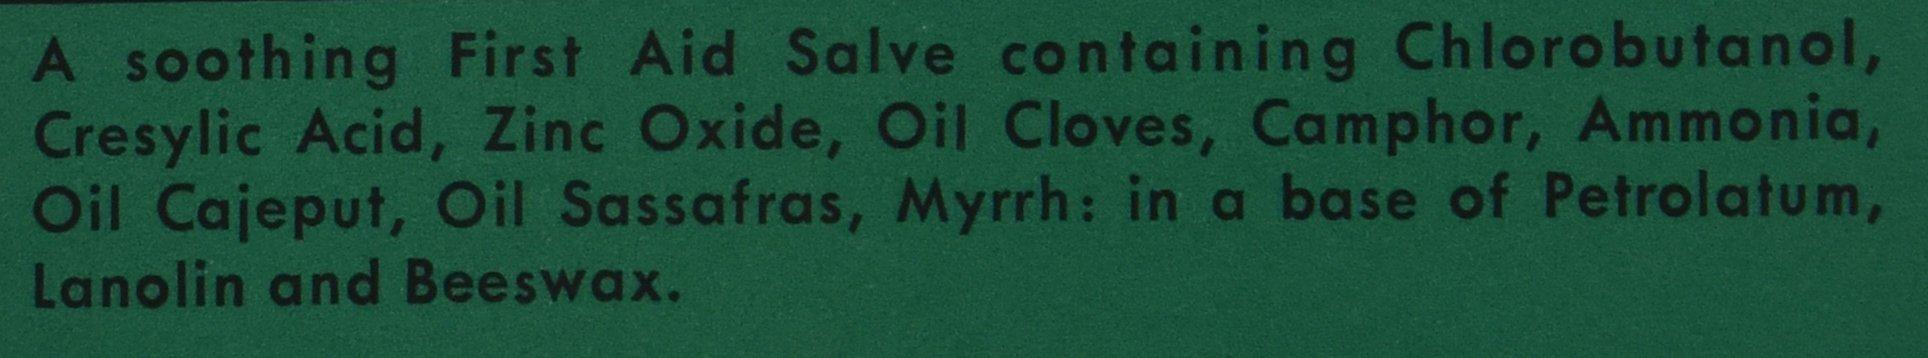 A soothing First Aid Salve containing Chlorobutanol,
Cresylic Acid, Zinc Oxide, Oil Cloves, Camphor, Ammonia,
Oil Cajeput, Oil Sassafras, Myrrh: in a base of Petrolatum,
Lanolin and Beeswax.